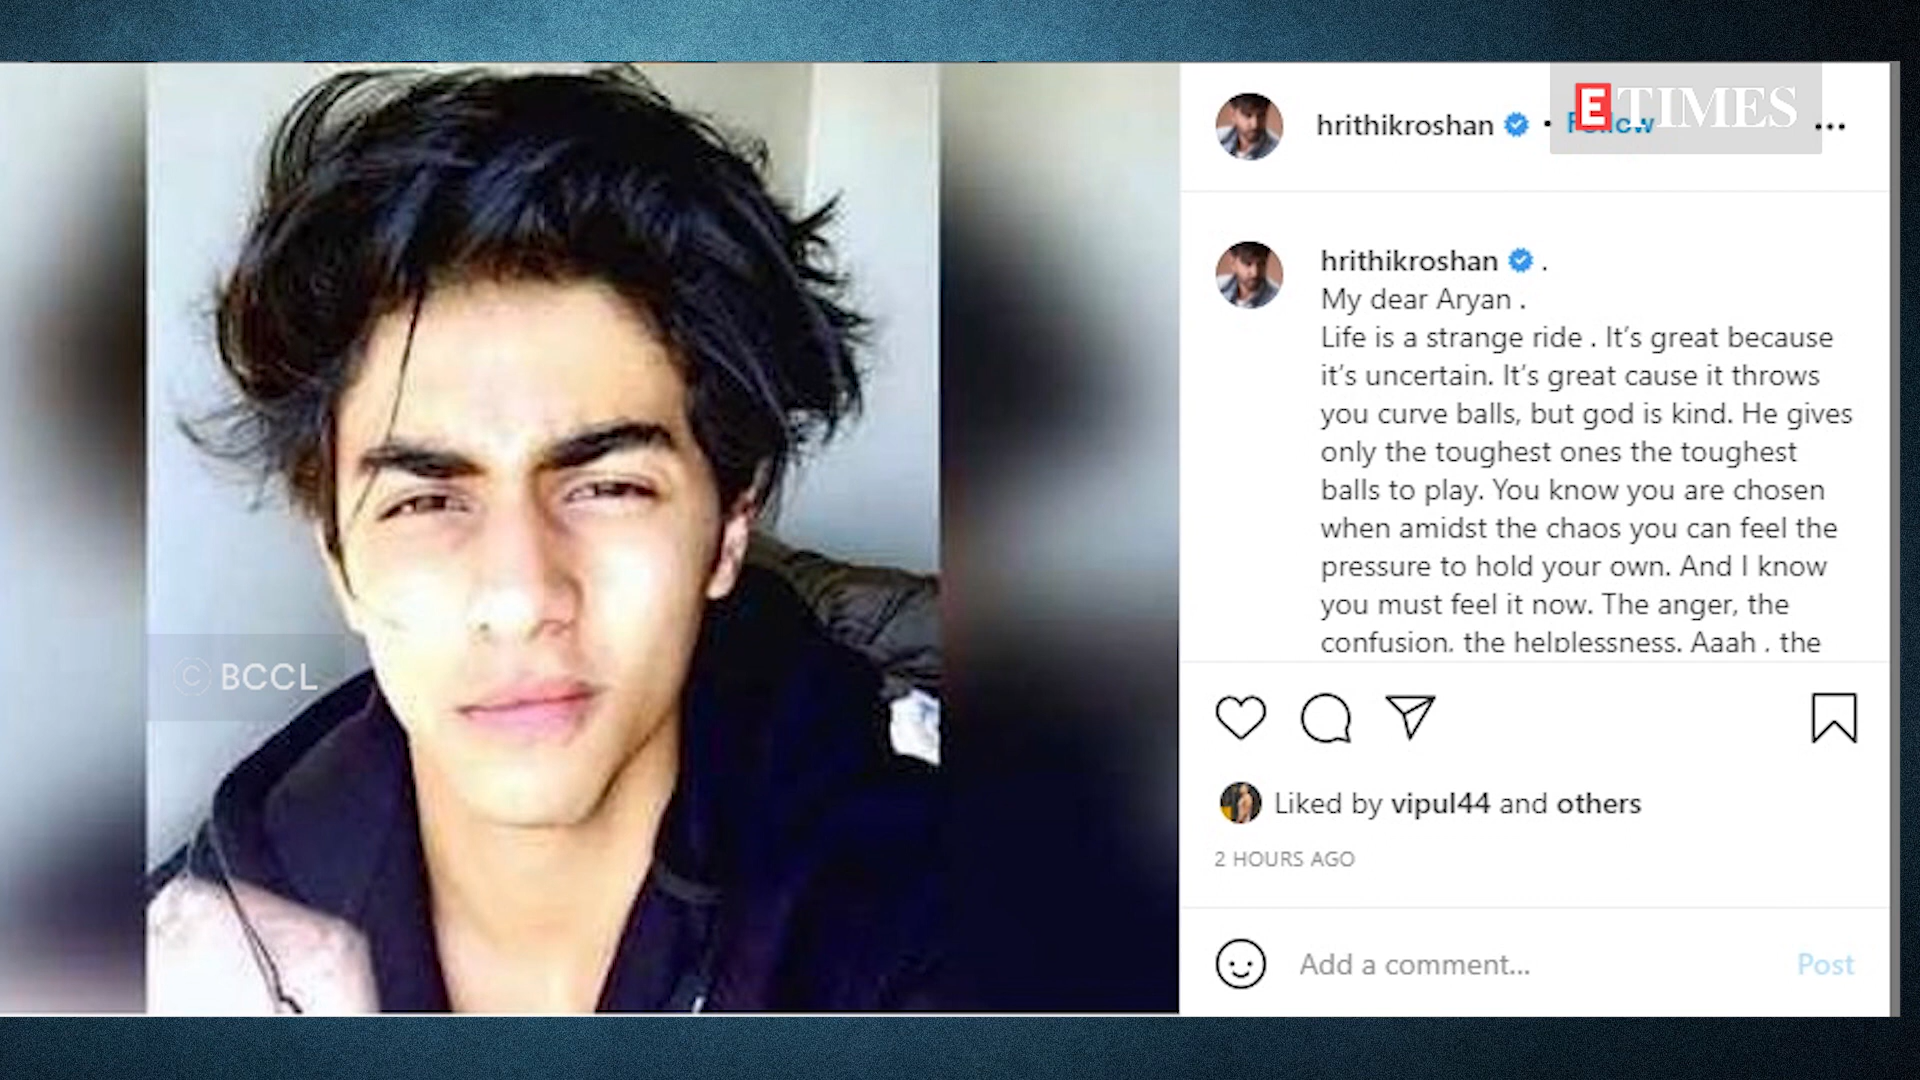 hrithikroshan • Follow
ETIMES
hrithikroshan .
My dear Aryan .
Life is a strange ride . It’s great because
it’s uncertain. It’s great cause it throws
you curve balls, but god is kind. He gives
only the toughest ones the toughest
balls to play. You know you are chosen
when amidst the chaos you can feel the
pressure to hold your own. And I know
you must feel it now. The anger, the
confusion, the helplessness. Aaah , the
© BCCL
Liked by vipul44 and others
2 HOURS AGO
Add a comment...
Post